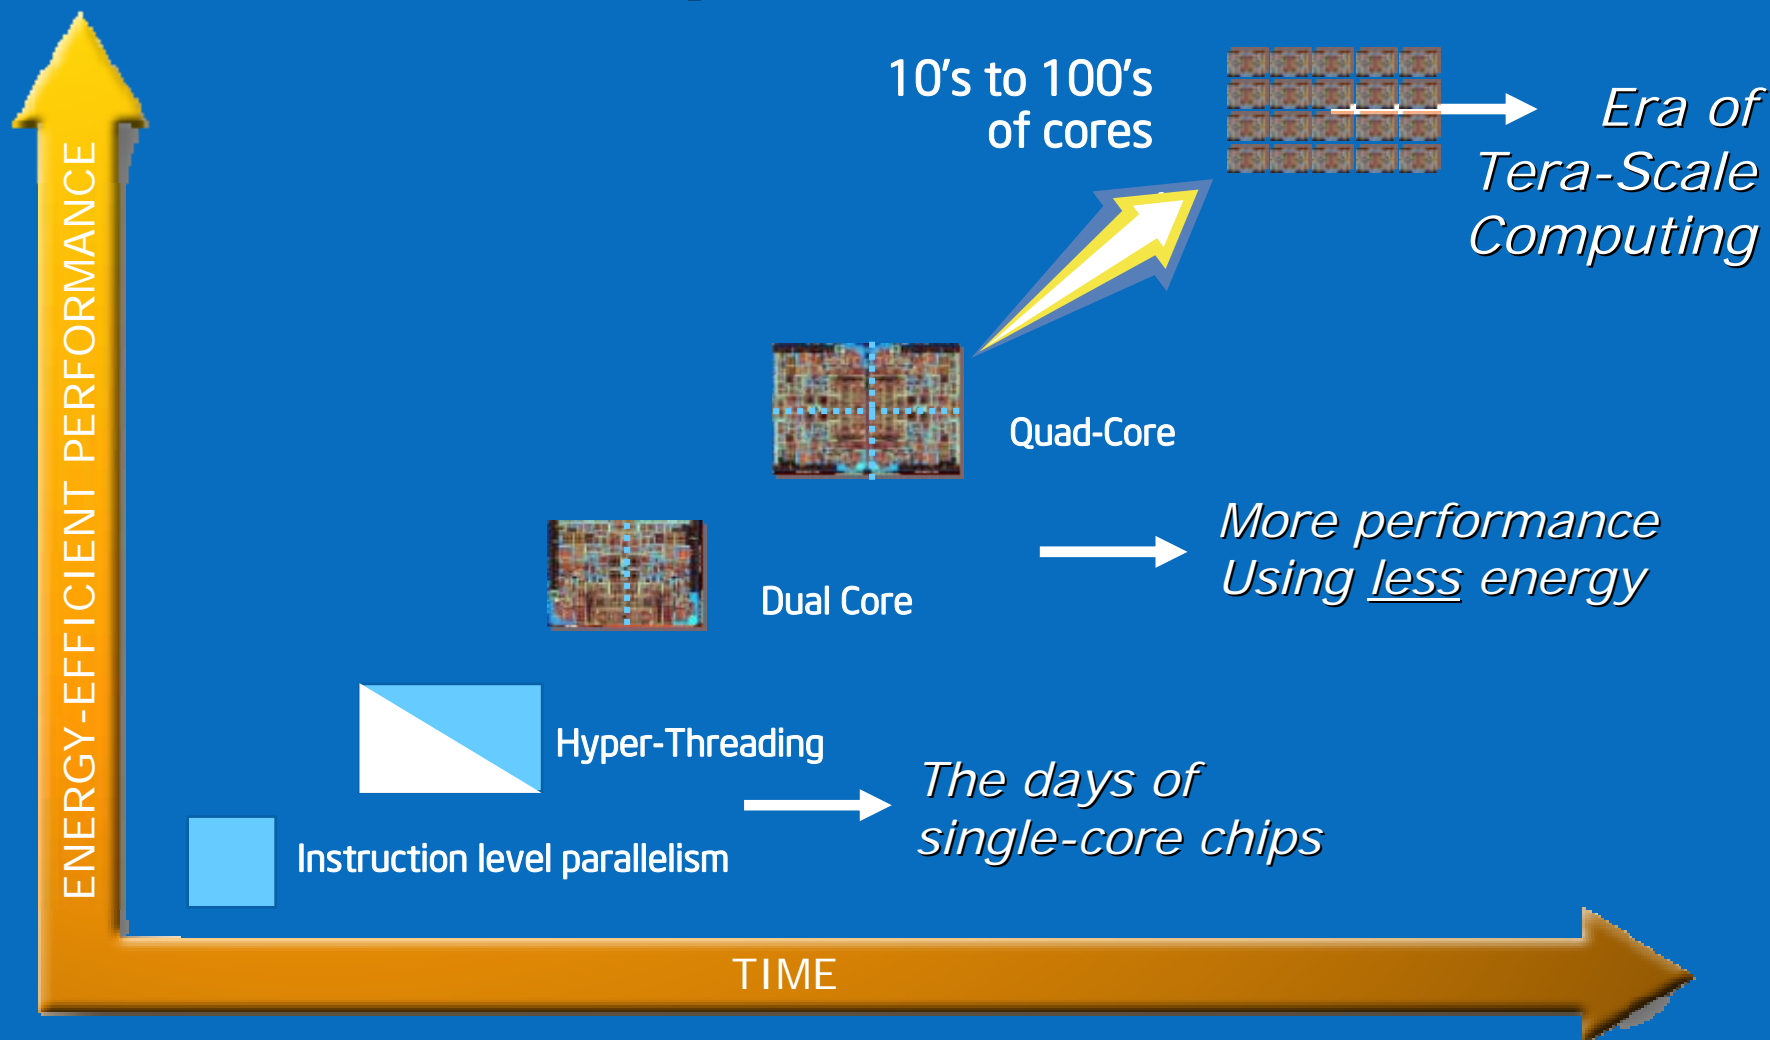 10's to 100's
of cores
Era of
Tera-Scale
Computing
ENERGY-EFFICIENT PERFORMANCE
Quad-Core
More performance
Using less energy
Dual Core
Hyper-Threading
The days of
single-core chips
Instruction level parallelism
TIME